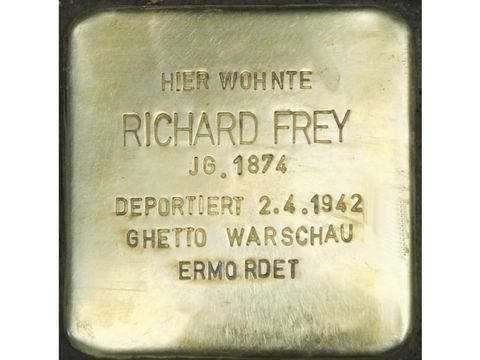 HIER WOHNTE
RICHARD FREY
JG. 1874
DEPORTIERT 2.4.1942
GHETTO WARSCHAU
ERMORDET